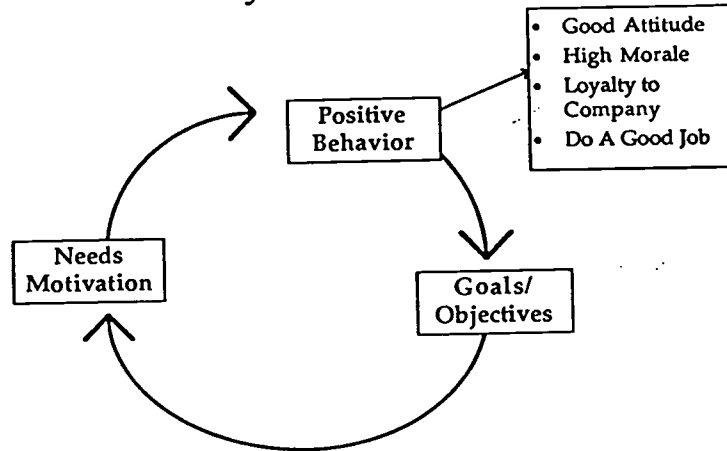 • Good Attitude
• High Morale
• Loyalty to
Company
• Do A Good Job
Positive
Behavior
Needs
Motivation
Goals/
Objectives